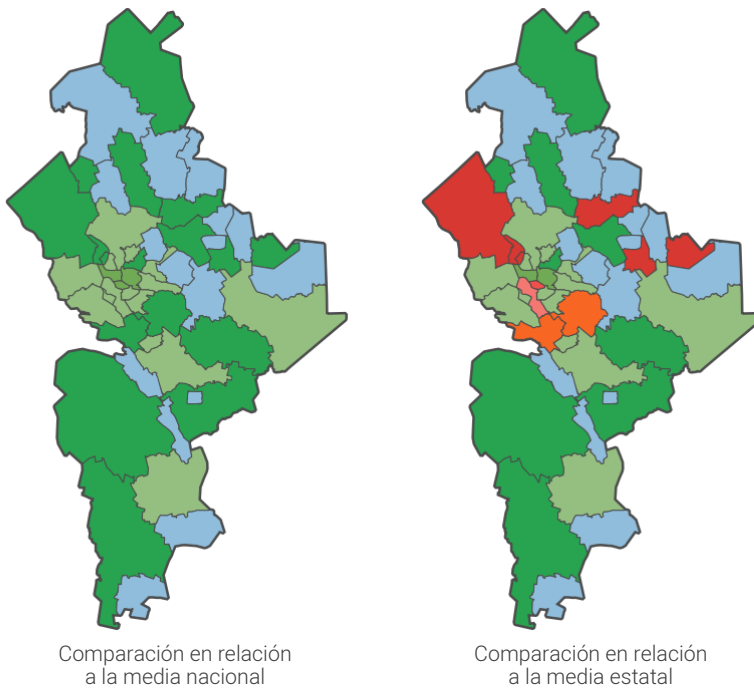 Comparación en relación
a la media nacional
Comparación en relación
a la media estatal